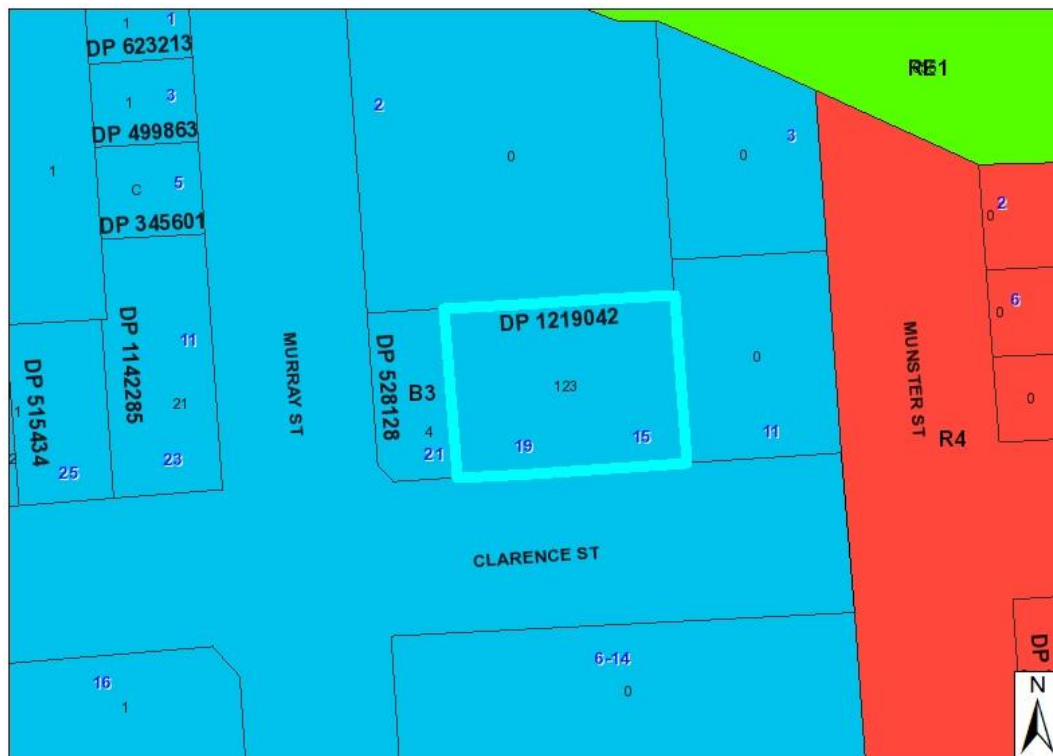 1 1
DP 623213
1 3
DP 499863
C 5
DP 345601
1
2
0
3
0
RE1
2
0
6
0
0
DP 1219042
123
19
15
DP 528128
B3
4
21
0
11
MURRAY ST
DP 1142285
11
21
23
DP 515434
1
2
25
MUNSTER ST
R4
CLARENCE ST
16
1
6-14
0
DP
N